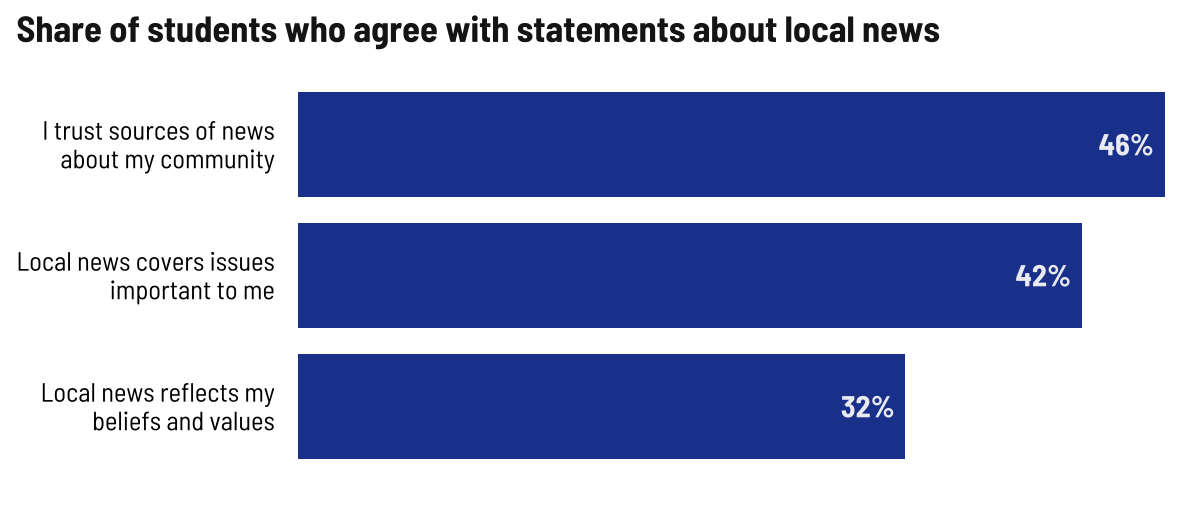 Share of students who agree with statements about local news
I trust sources of news
about my community
46%
Local news covers issues
important to me
42%
Local news reflects my
beliefs and values
32%